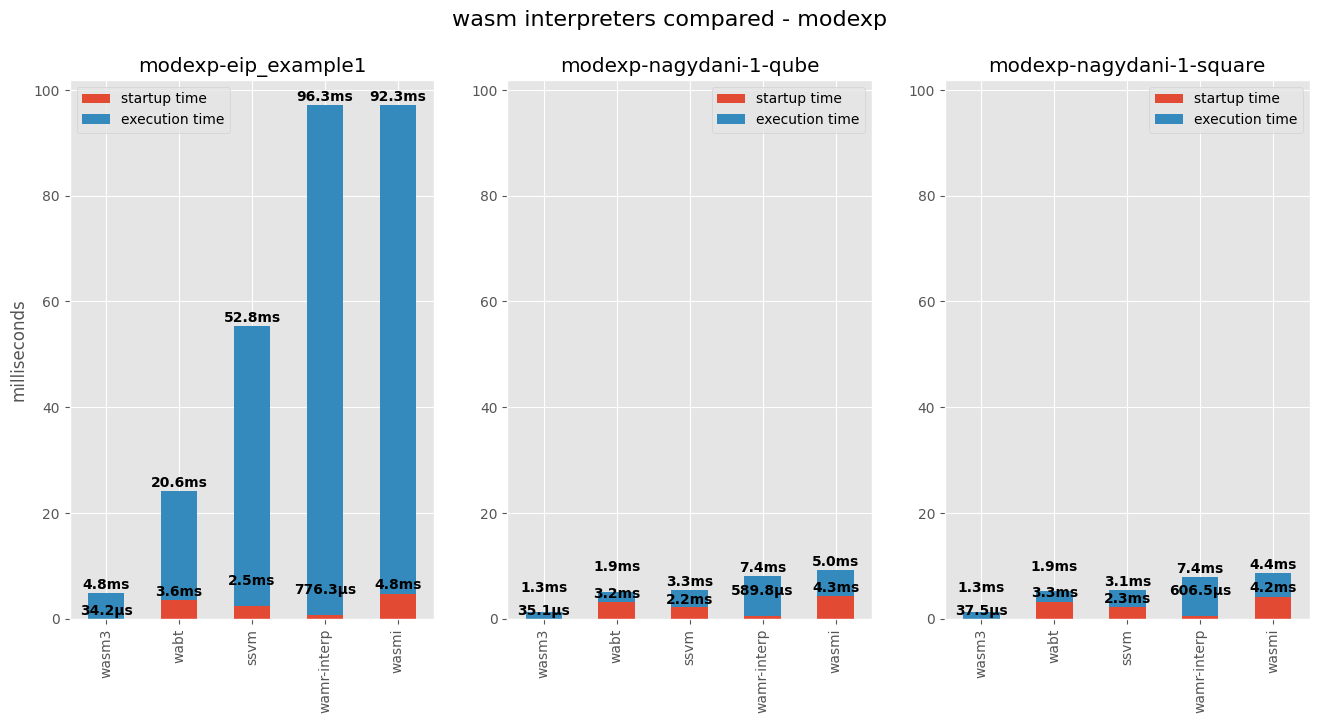 wasm interpreters compared - modexp
modexp-eip_example1
startup time
execution time
milliseconds
100
80
60
40
20
0
4.8ms
34.2µs
20.6ms
3.6ms
52.8ms
2.5ms
96.3ms
776.3µs
92.3ms
4.8ms
wasm3
wabt
ssvm
wamr-interp
wasmi
modexp-nagydani-1-qube
startup time
execution time
100
80
60
40
20
0
1.3ms
35.1µs
1.9ms
3.2ms
3.3ms
2.2ms
7.4ms
589.8µs
5.0ms
4.3ms
wasm3
wabt
ssvm
wamr-interp
wasmi
modexp-nagydani-1-square
startup time
execution time
100
80
60
40
20
0
1.3ms
37.5µs
1.9ms
3.3ms
3.1ms
2.3ms
7.4ms
606.5µs
4.4ms
4.2ms
wasm3
wabt
ssvm
wamr-interp
wasmi